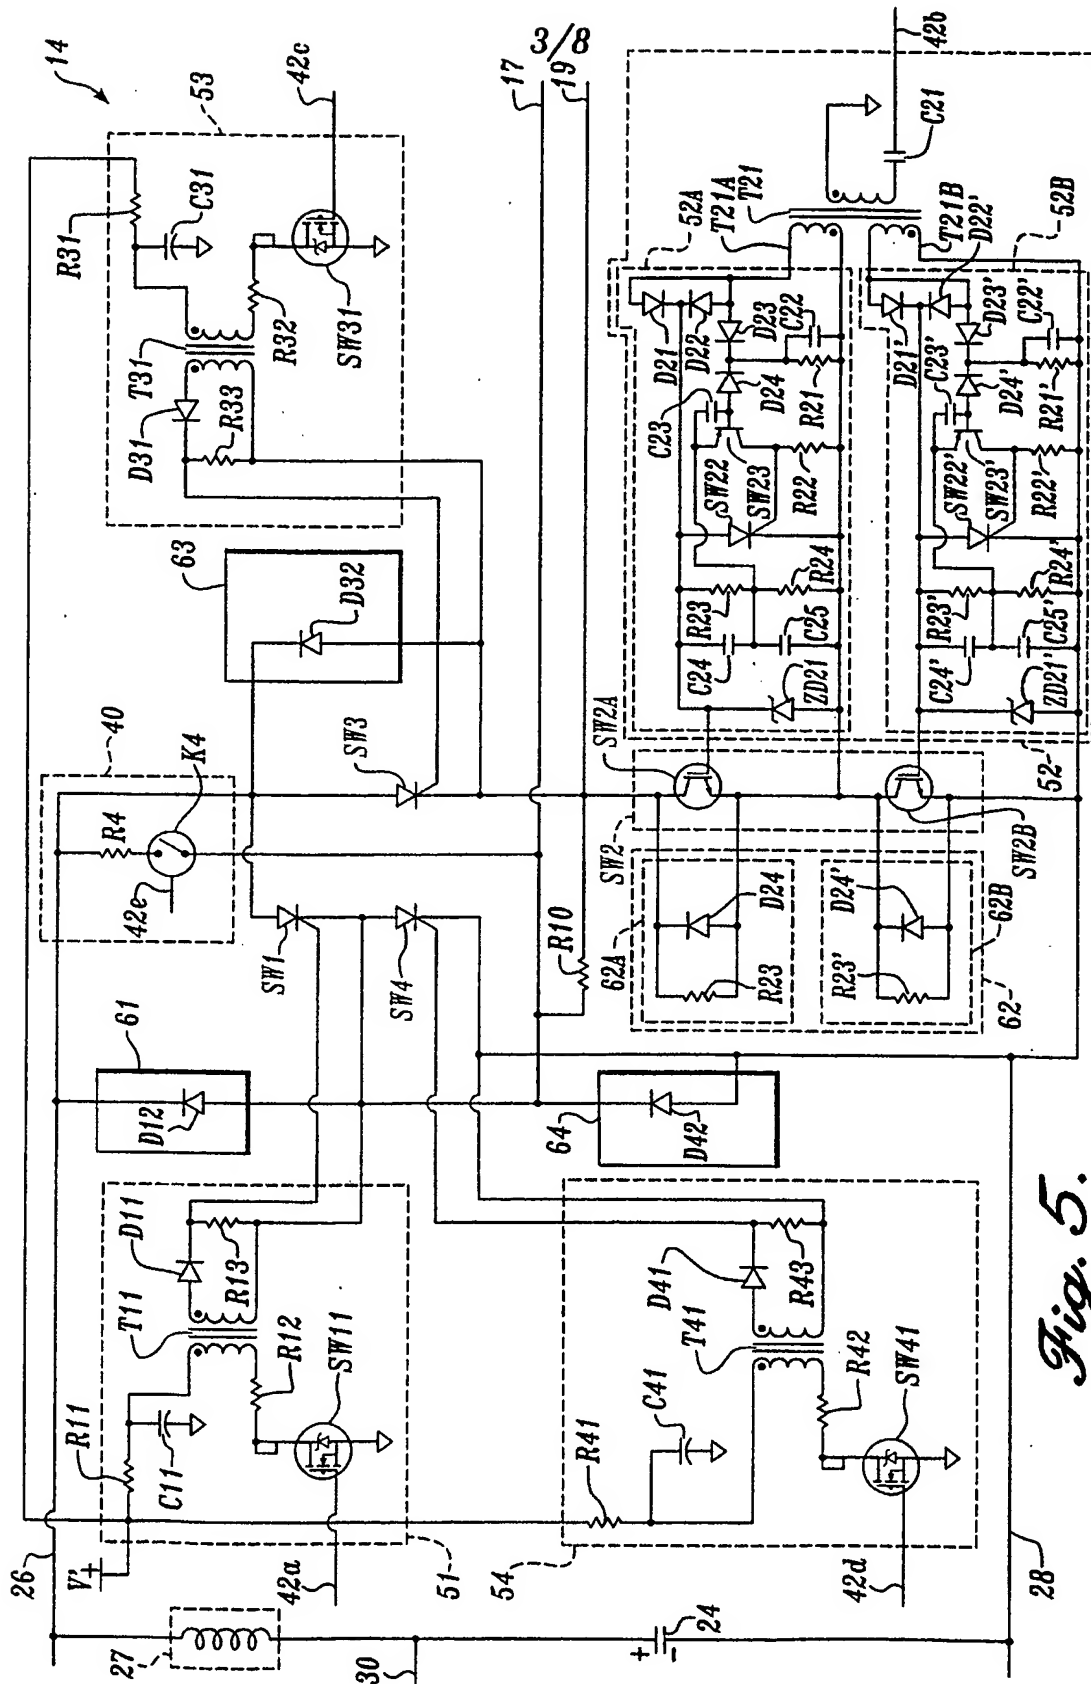 3/8
14
42c
53
R31
C31
T31
D31
R33
R32
SW31
17
19
42b
C21
T21
T21A
T21B
52A
D22'
52B
D21
D22
D23
C22
D24
R21
C23
SW22
SW23
R22
R23
R24
C24
C25
ZD21
D21'
D23'
C22'
C23'
D24'
R21'
SW22'
SW23'
R22'
R23'
R24'
C24'
C25'
ZD21'
52
63
D32
40
K4
R4
42e
SW3
SW1
SW4
SW2A
SW2
SW2B
R10
62A
D24
R23
D24'
R23'
62B
62
61
D12
64
D42
D11
T11
R13
R12
SW11
R11
C11
V'+
26
42a
51
D41
T41
R43
R42
SW41
C41
R41
54
42d
27
30
24
+
-
28
Fig. 5.